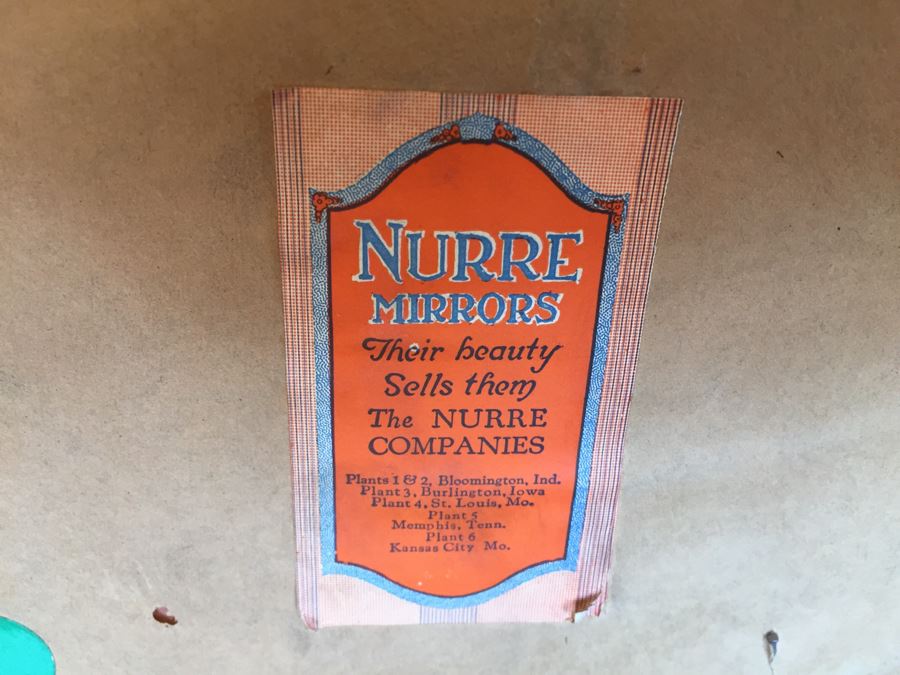 NURRE
MIRRORS
Their beauty
Sells them
The NURRE
COMPANIES
Plants 1 & 2, Bloomington, Ind.
Plant 3, Burlington, Iowa
Plant 4, St. Louis, Mo.
Plant 5
Memphis, Tenn.
Plant 6
Kansas City Mo.